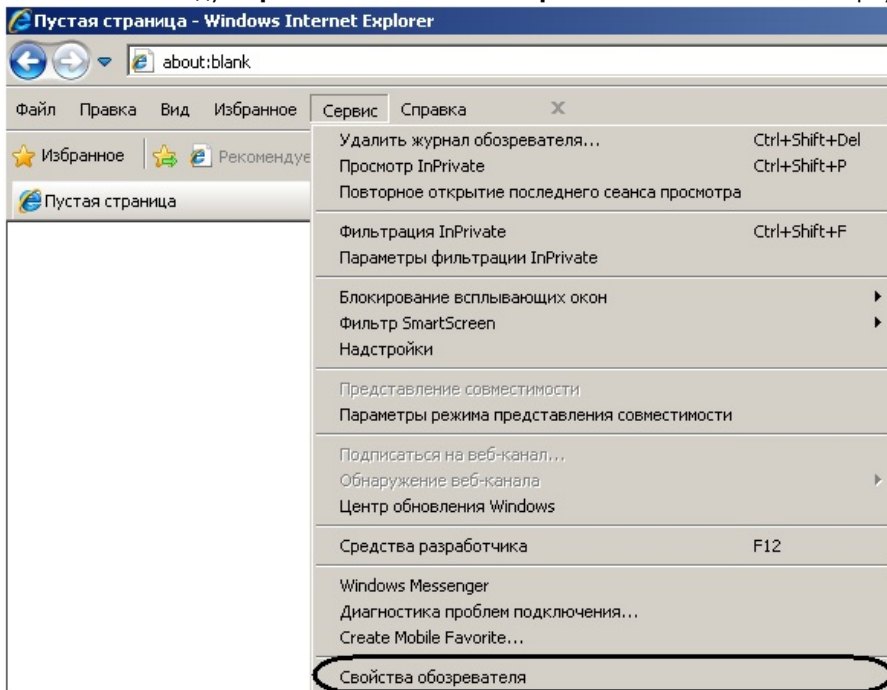 Пустая страница - Windows Internet Explorer
about:blank
Файл Правка Вид Избранное Сервис Справка X
Избранное Рекомендуе
Пустая страница
Удалить журнал обозревателя... Ctrl+Shift+Del
Просмотр InPrivate Ctrl+Shift+P
Повторное открытие последнего сеанса просмотра
Фильтрация InPrivate Ctrl+Shift+F
Параметры фильтрации InPrivate
Блокирование всплывающих окон
Фильтр SmartScreen
Надстройки
Представление совместимости
Параметры режима представления совместимости
Подписаться на веб-канал...
Обнаружение веб-канала
Центр обновления Windows
Средства разработчика F12
Windows Messenger
Диагностика проблем подключения...
Create Mobile Favorite...
Свойства обозревателя